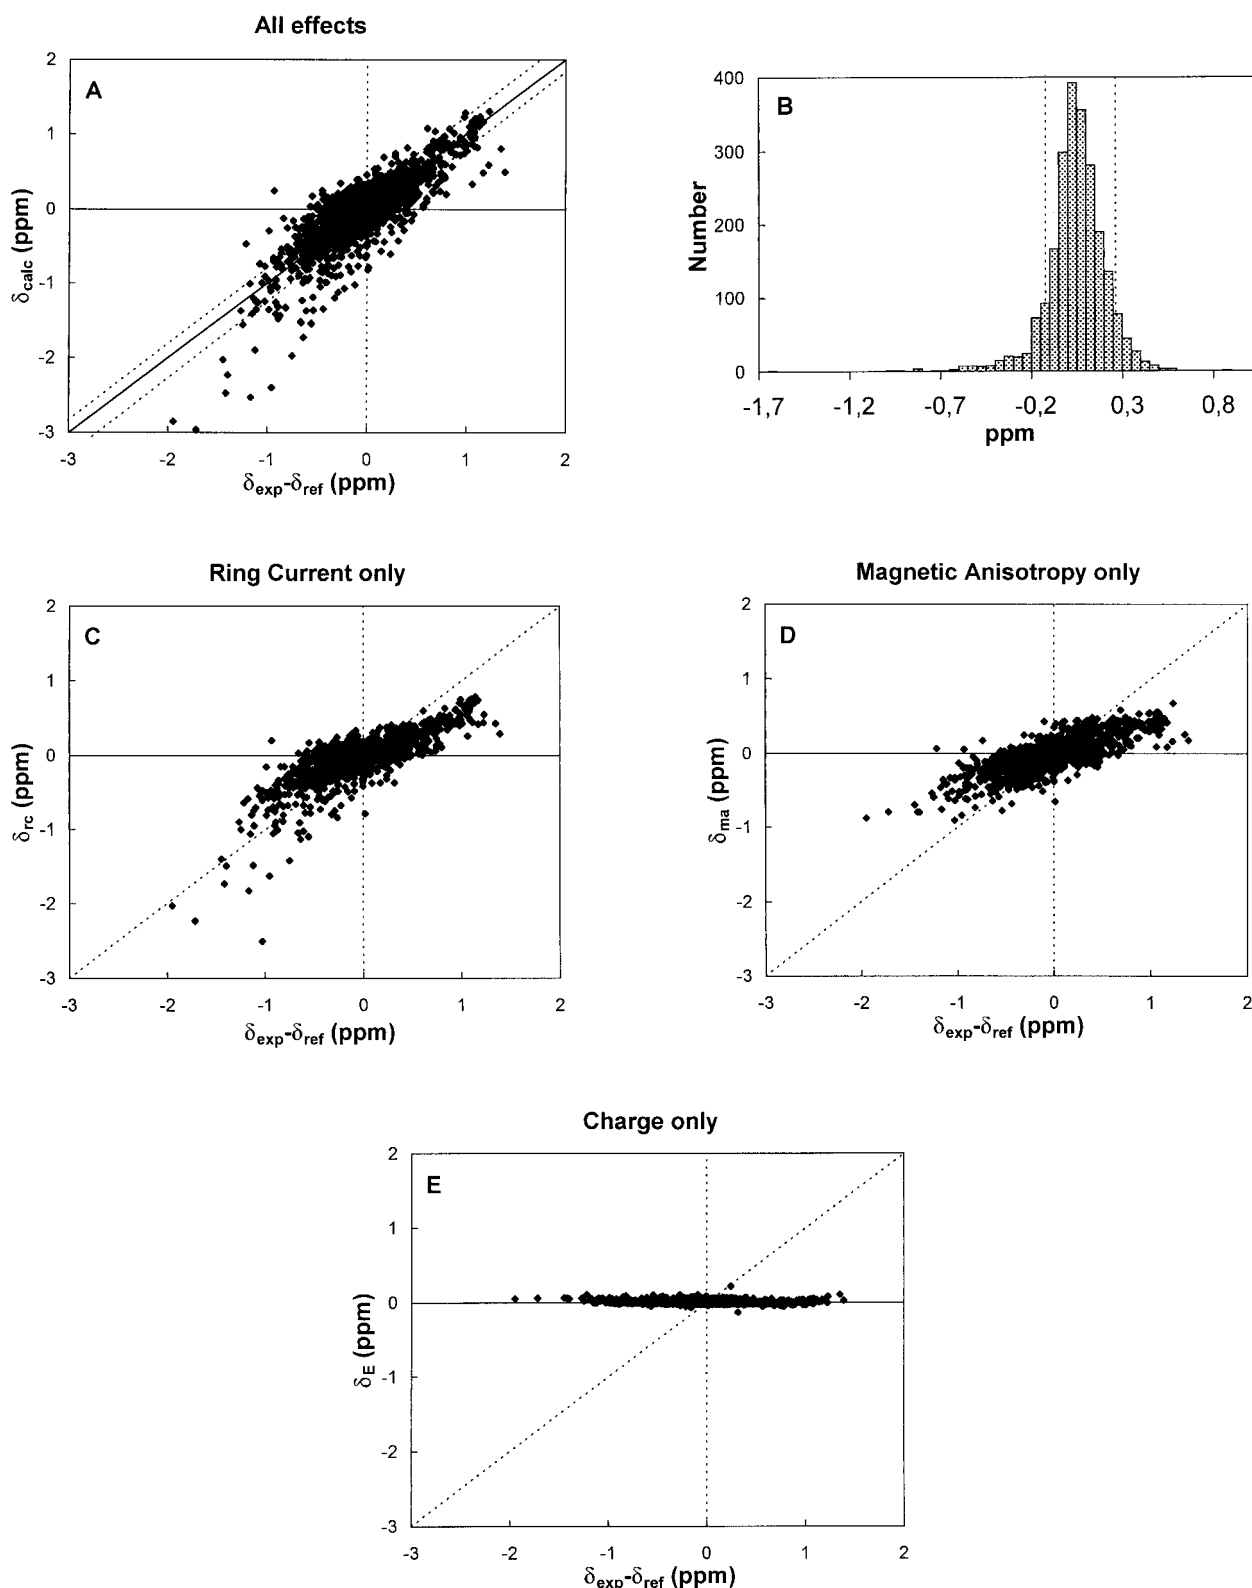 All effects
A
2
1
0
-1
-2
-3
δcalc (ppm)
-3 -2 -1 0 1 2
δexp-δref (ppm)
B
400
300
200
100
0
Number
-1,7 -1,2 -0,7 -0,2 0,3 0,8
ppm
Ring Current only
C
2
1
0
-1
-2
-3
δrc (ppm)
-3 -2 -1 0 1 2
δexp-δref (ppm)
Magnetic Anisotropy only
D
2
1
0
-1
-2
-3
δma (ppm)
-3 -2 -1 0 1 2
δexp-δref (ppm)
Charge only
E
2
1
0
-1
-2
-3
δE (ppm)
-3 -2 -1 0 1 2
δexp-δref (ppm)